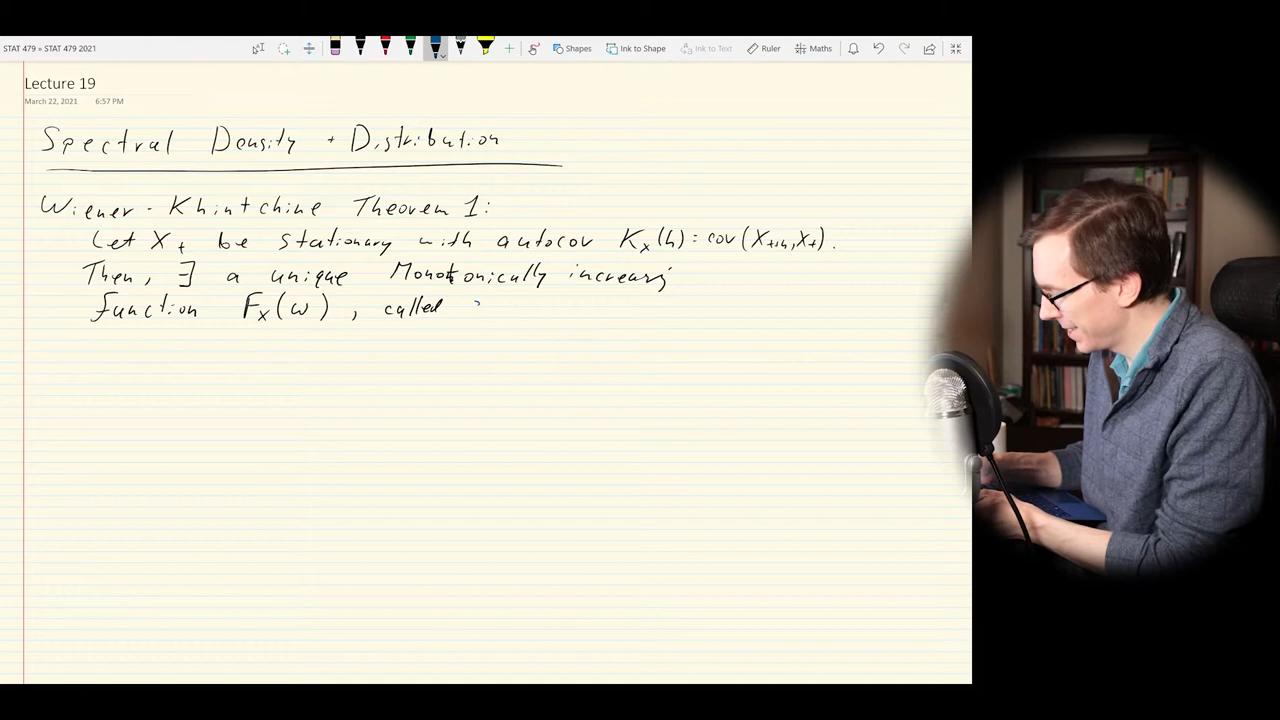 STAT 479 » STAT 479 2021
Shapes Ink to Shape Ink to Text Ruler Maths
Lecture 19
March 22, 2021 6:57 PM
Spectral Density + Distribution
Wiener - Khintchine Theorem 1:
Let X_t be stationary with autocov K_X(h) = cov(X_{t+h}, X_t).
Then, ∃ a unique Monotonically increasing
function F_X(ω), called